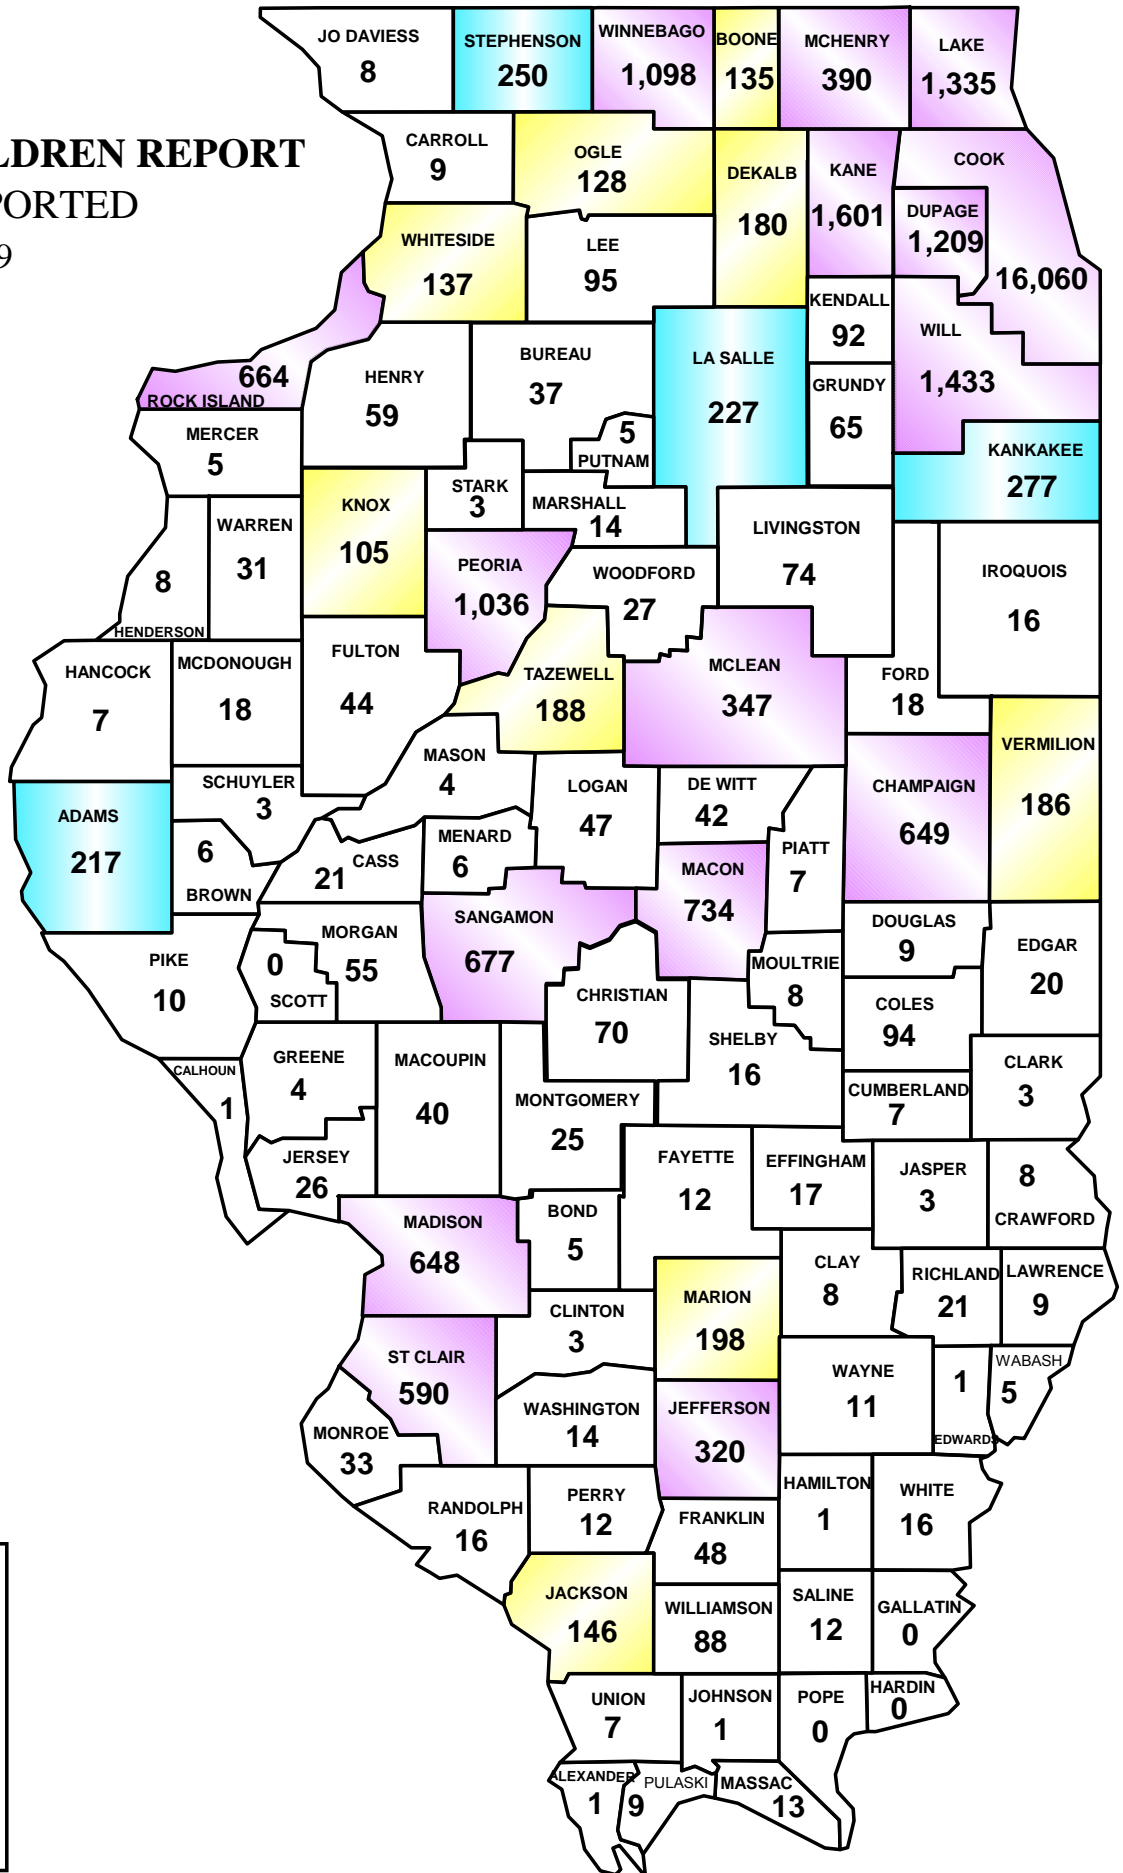 LDREN REPORT
PORTED
9
JO DAVIESS
8
STEPHENSON
250
WINNEBAGO
1,098
BOONE
135
MCHENRY
390
LAKE
1,335
CARROLL
9
OGLE
128
DEKALB
180
KANE
1,601
COOK
16,060
DUPAGE
1,209
WHITESIDE
137
LEE
95
KENDALL
92
WILL
1,433
664
ROCK ISLAND
HENRY
59
BUREAU
37
LA SALLE
227
GRUNDY
65
5
PUTNAM
MERCER
5
KANKAKEE
277
STARK
3
MARSHALL
14
KNOX
105
WARREN
31
8
HENDERSON
LIVINGSTON
74
PEORIA
1,036
WOODFORD
27
IROQUOIS
16
HANCOCK
7
MCDONOUGH
18
FULTON
44
TAZEWELL
188
MCLEAN
347
FORD
18
VERMILION
186
MASON
4
SCHUYLER
3
LOGAN
47
DE WITT
42
CHAMPAIGN
649
ADAMS
217
6
BROWN
CASS
21
MENARD
6
PIATT
7
MACON
734
SANGAMON
677
MORGAN
55
0
SCOTT
DOUGLAS
9
EDGAR
20
PIKE
10
CHRISTIAN
70
MOULTRIE
8
COLES
94
SHELBY
16
CALHOUN
1
GREENE
4
MACOUPIN
40
MONTGOMERY
25
CUMBERLAND
7
CLARK
3
JERSEY
26
FAYETTE
12
EFFINGHAM
17
JASPER
3
8
CRAWFORD
MADISON
648
BOND
5
CLAY
8
RICHLAND
21
LAWRENCE
9
CLINTON
3
MARION
198
ST CLAIR
590
WAYNE
11
1
EDWARDS
WABASH
5
MONROE
33
WASHINGTON
14
JEFFERSON
320
RANDOLPH
16
PERRY
12
FRANKLIN
48
HAMILTON
1
WHITE
16
JACKSON
146
WILLIAMSON
88
SALINE
12
GALLATIN
0
UNION
7
JOHNSON
1
POPE
0
HARDIN
0
ALEXANDER
1
PULASKI
9
MASSAC
13